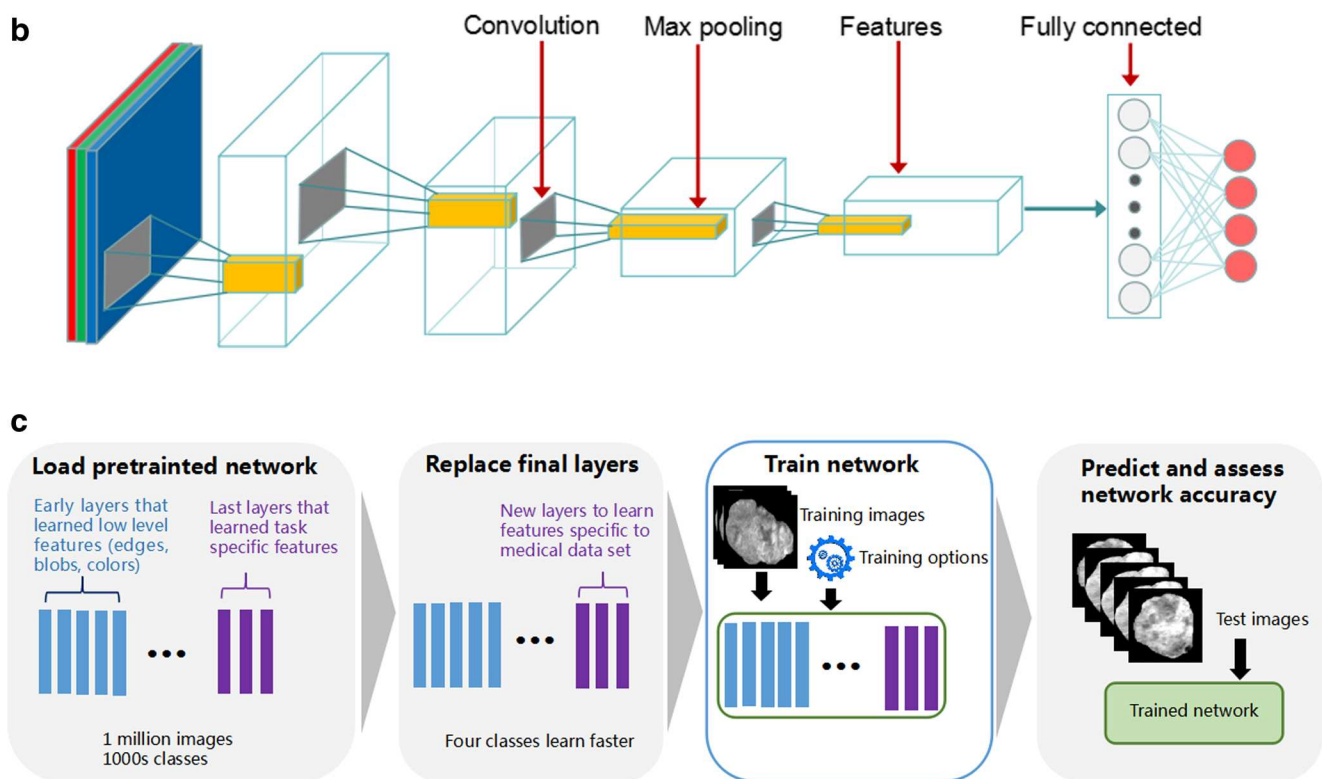 b
Convolution
Max pooling
Features
Fully connected
c
Load pretrainted network
Early layers that
learned low level
features (edges,
blobs, colors)
Last layers that
learned task
specific features
1 million images
1000s classes
Replace final layers
New layers to learn
features specific to
medical data set
Four classes learn faster
Train network
Training images
Training options
Predict and assess
network accuracy
Test images
Trained network